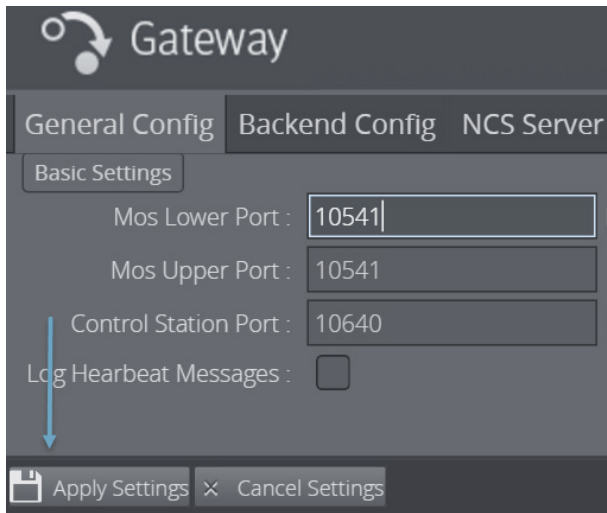 Gateway
General Config Backend Config NCS Server
Basic Settings
Mos Lower Port : 10541
Mos Upper Port : 10541
Control Station Port : 10640
Log Hearbeat Messages :
Apply Settings Cancel Settings